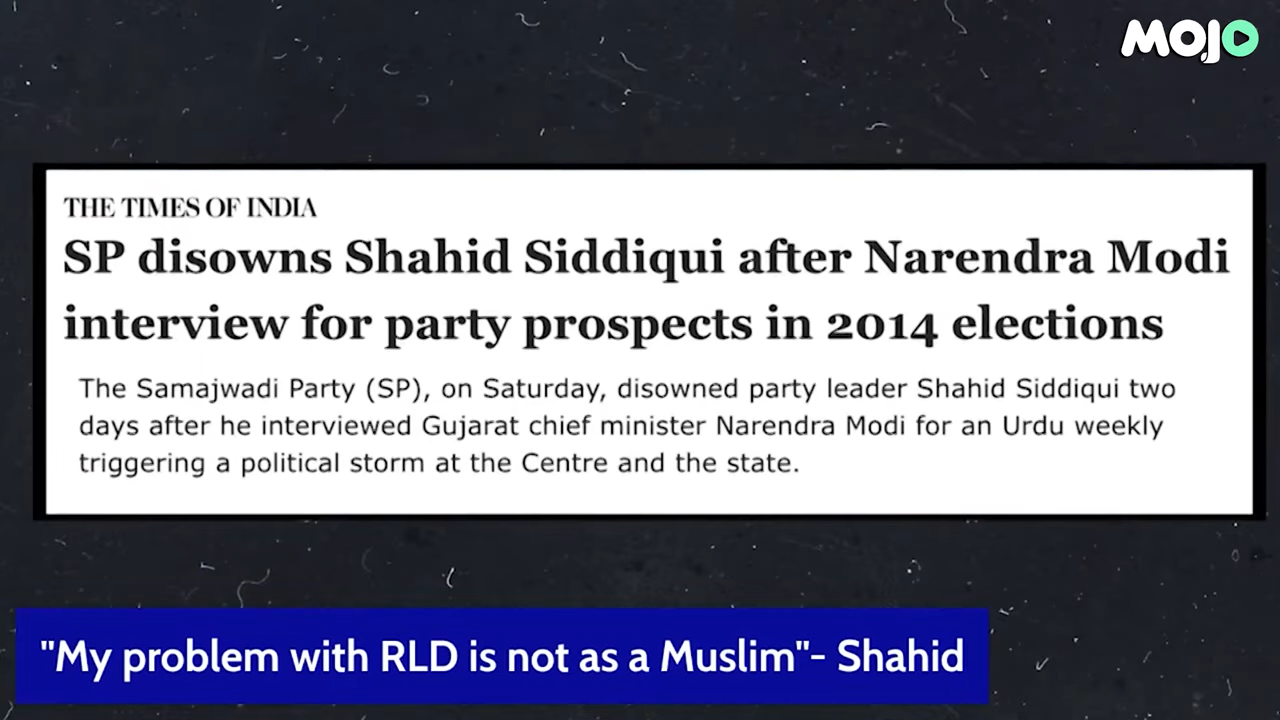 MOJO
THE TIMES OF INDIA
SP disowns Shahid Siddiqui after Narendra Modi
interview for party prospects in 2014 elections
The Samajwadi Party (SP), on Saturday, disowned party leader Shahid Siddiqui two
days after he interviewed Gujarat chief minister Narendra Modi for an Urdu weekly
triggering a political storm at the Centre and the state.
"My problem with RLD is not as a Muslim"- Shahid